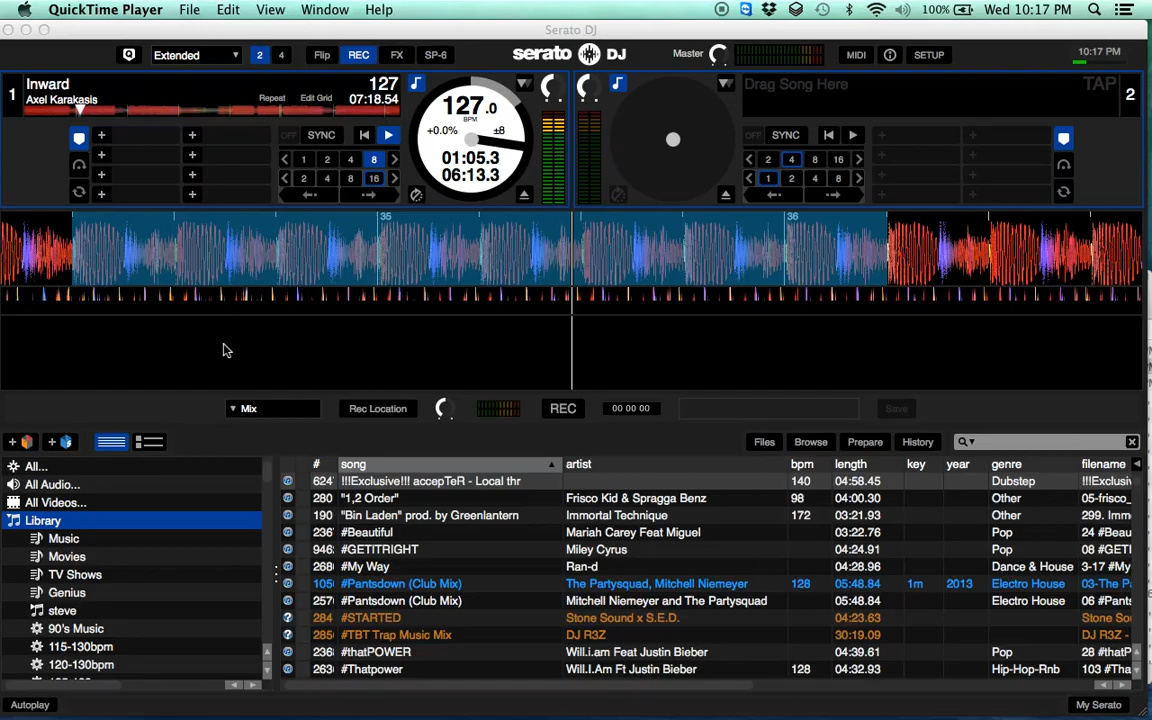 QuickTime Player File Edit View Window Help 100% Wed 10:17 PM
Serato DJ
Extended 2 4 Flip REC FX SP-6 serato DJ Master MIDI SETUP 10:17 PM
1 Inward 127
Axel Karakasis 07:18.54
Repeat Edit Grid
OFF SYNC
1 2 4 8
1 2 4 8 16
127.0
BPM
+0.0% ±8
01:05.3
06:13.3
Drag Song Here TAP 2
OFF SYNC
2 4 8 16
1 2 4 8
35 36
Mix Rec Location REC 00 00 00 Save
Files Browse Prepare History
# song artist bpm length key year genre filename
624 !!!Exclusive!!! accepTeR - Local thr 140 04:58.45 Dubstep !!!Exclusiv
280 "1,2 Order" Frisco Kid & Spragga Benz 98 04:00.30 Other 05-frisco_
190 "Bin Laden" prod. by Greenlantern Immortal Technique 172 03:21.93 Other 299. Imm
236 #Beautiful Mariah Carey Feat Miguel 03:22.76 Pop 24 #Beaut
946 #GETITRIGHT Miley Cyrus 04:24.91 Pop 08 #GET
268 #My Way Ran-d 04:28.96 Dance & House 3-17 #My
105 #Pantsdown (Club Mix) The Partysquad, Mitchell Niemeyer 128 05:48.84 1m 2013 Electro House 03-The P
257 #Pantsdown (Club Mix) Mitchell Niemeyer and The Partysquad 05:48.84 Electro House 01 #Pants
284 #STARTED Stone Sound x S.E.D. 04:23.63 Stone So
285 #TBT Trap Music Mix DJ R3Z 30:19.09 DJ R3Z -
236 #thatPOWER Will.i.am Feat Justin Bieber 04:39.61 Pop 28 #thatP
263 #Thatpower Will.I.Am Ft Justin Bieber 128 04:32.93 Hip-Hop-Rnb 103 #Tha
All...
All Audio...
All Videos...
Library
Music
Movies
TV Shows
Genius
steve
90's Music
115-130bpm
120-130bpm
Autoplay My Serato